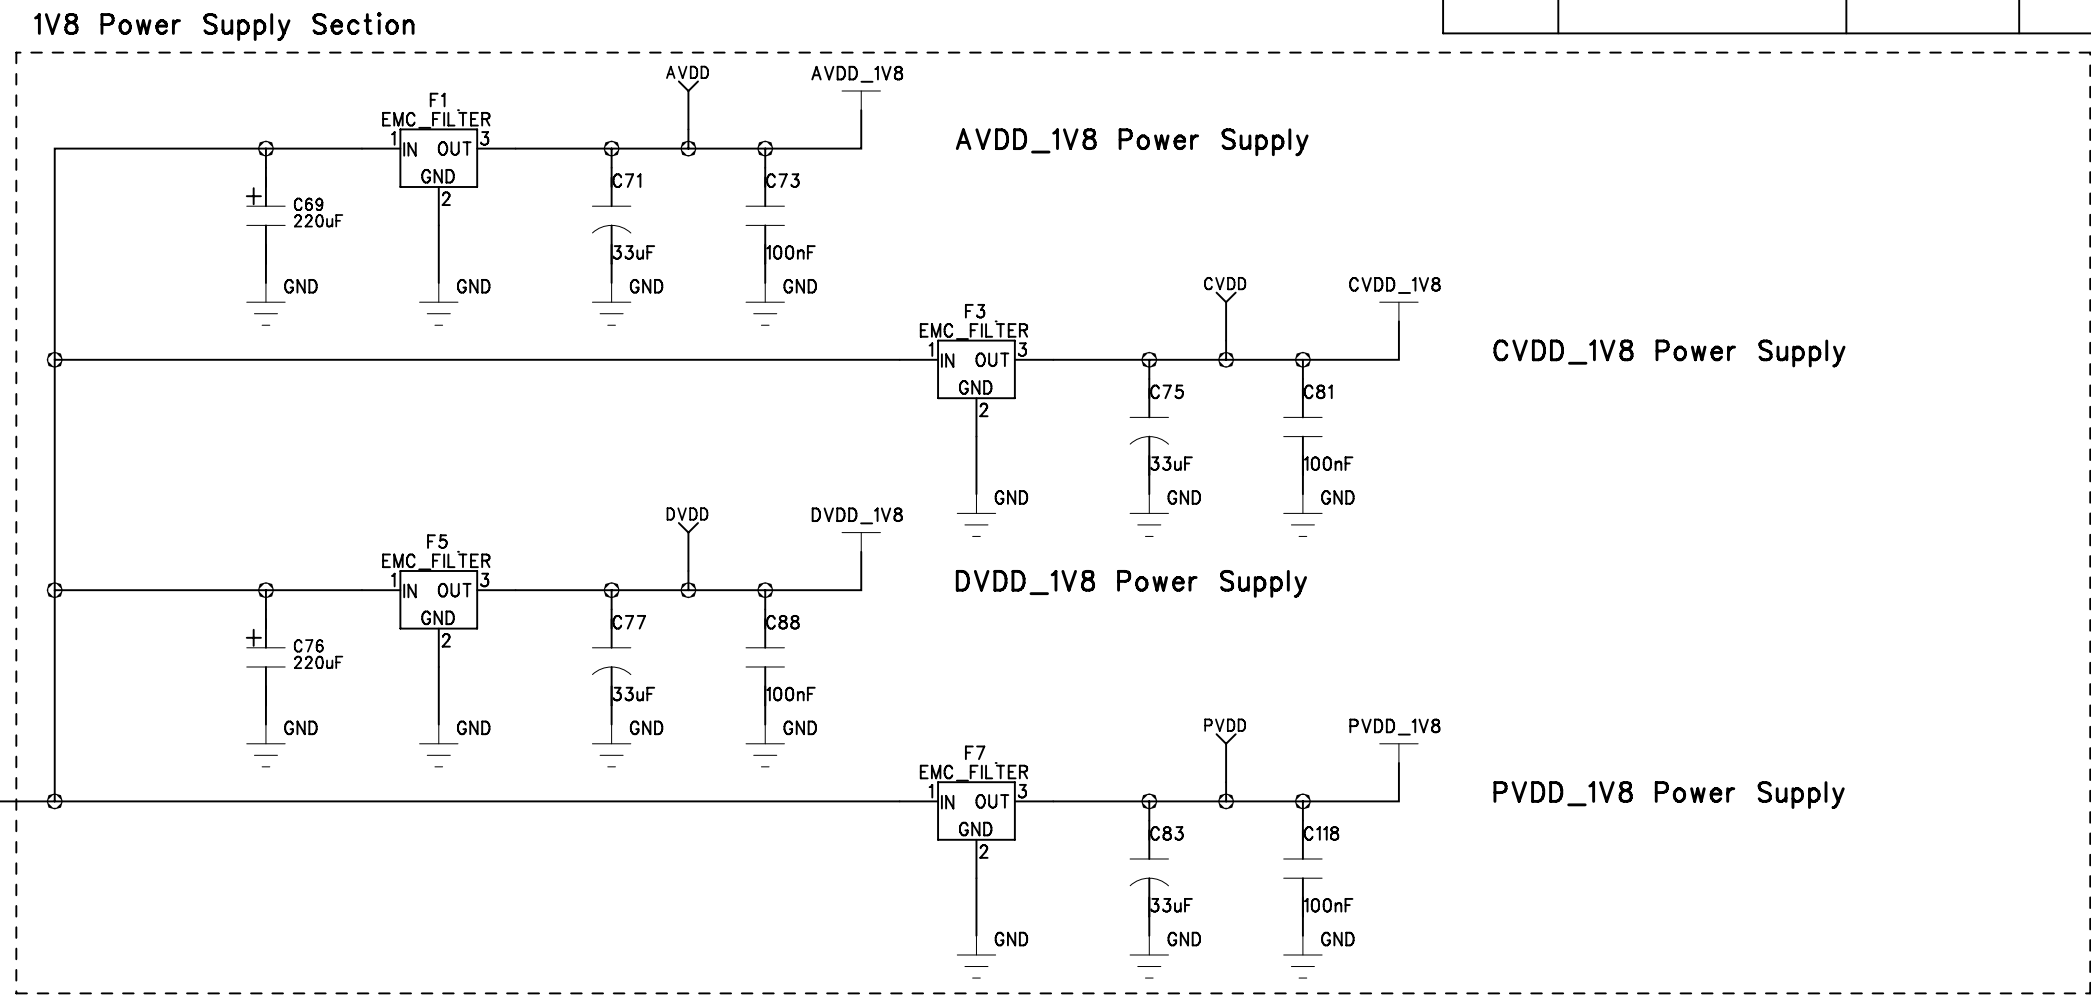 1V8 Power Supply Section
AVDD
AVDD_1V8
F1
EMC_FILTER
1
IN
OUT
3
GND
2
AVDD_1V8 Power Supply
C69
220uF
C71
33uF
C73
100nF
GND
GND
GND
GND
CVDD
CVDD_1V8
F3
EMC_FILTER
1
IN
OUT
3
GND
2
CVDD_1V8 Power Supply
C75
33uF
C81
100nF
GND
GND
GND
DVDD
DVDD_1V8
F5
EMC_FILTER
1
IN
OUT
3
GND
2
DVDD_1V8 Power Supply
C76
220uF
C77
33uF
C88
100nF
GND
GND
GND
GND
PVDD
PVDD_1V8
F7
EMC_FILTER
1
IN
OUT
3
GND
2
PVDD_1V8 Power Supply
C83
33uF
C118
100nF
GND
GND
GND